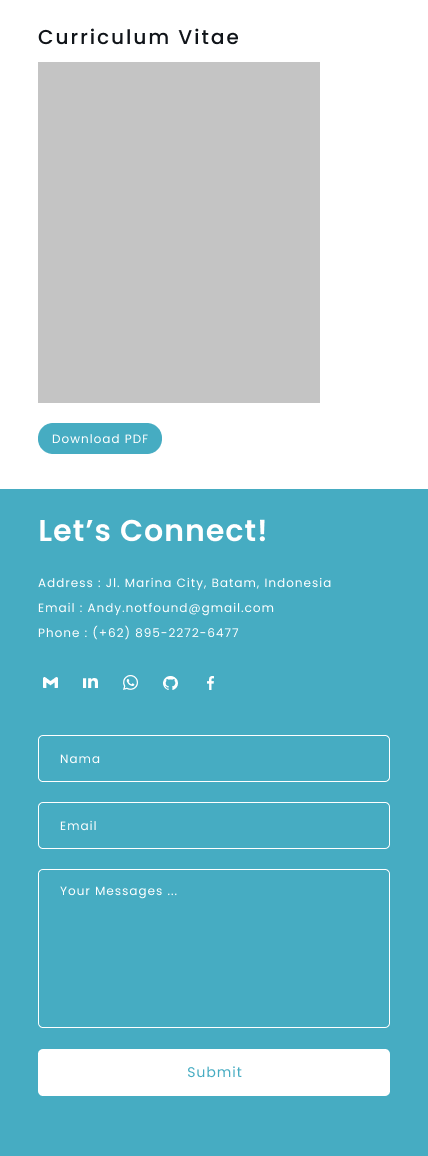 Curriculum Vitae
Download PDF
Let’s Connect!
Address : Jl. Marina City, Batam, Indonesia
Email : Andy.notfound@gmail.com
Phone : (+62) 895-2272-6477
Nama
Email
Your Messages ...
Submit